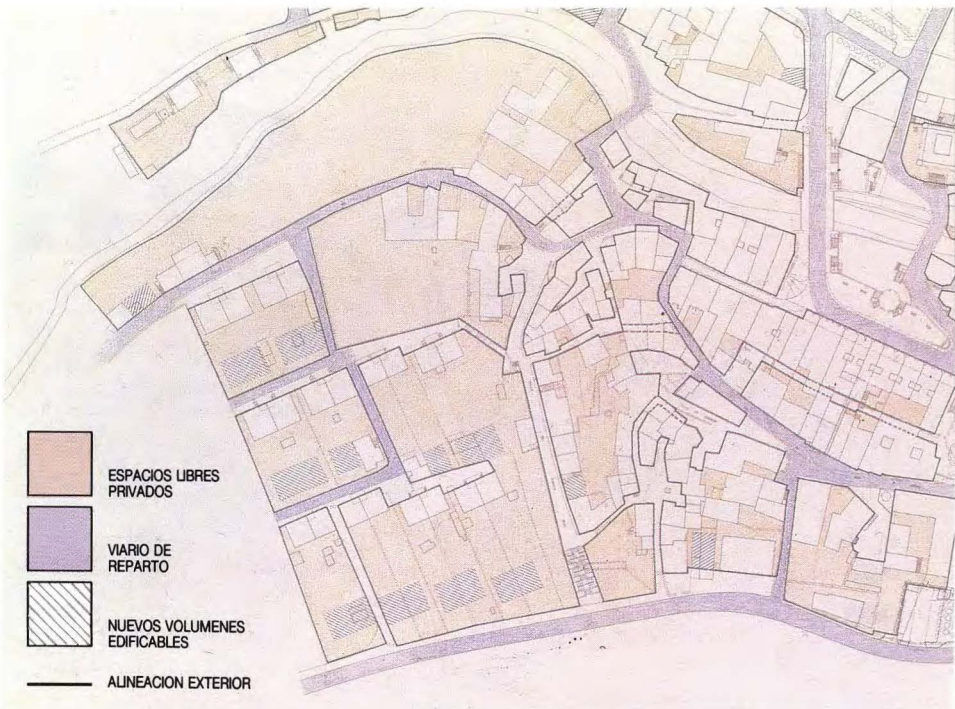 ESPACIOS LIBRES
PRIVADOS
VIARIO DE
REPARTO
NUEVOS VOLUMENES
EDIFICABLES
ALINEACION EXTERIOR